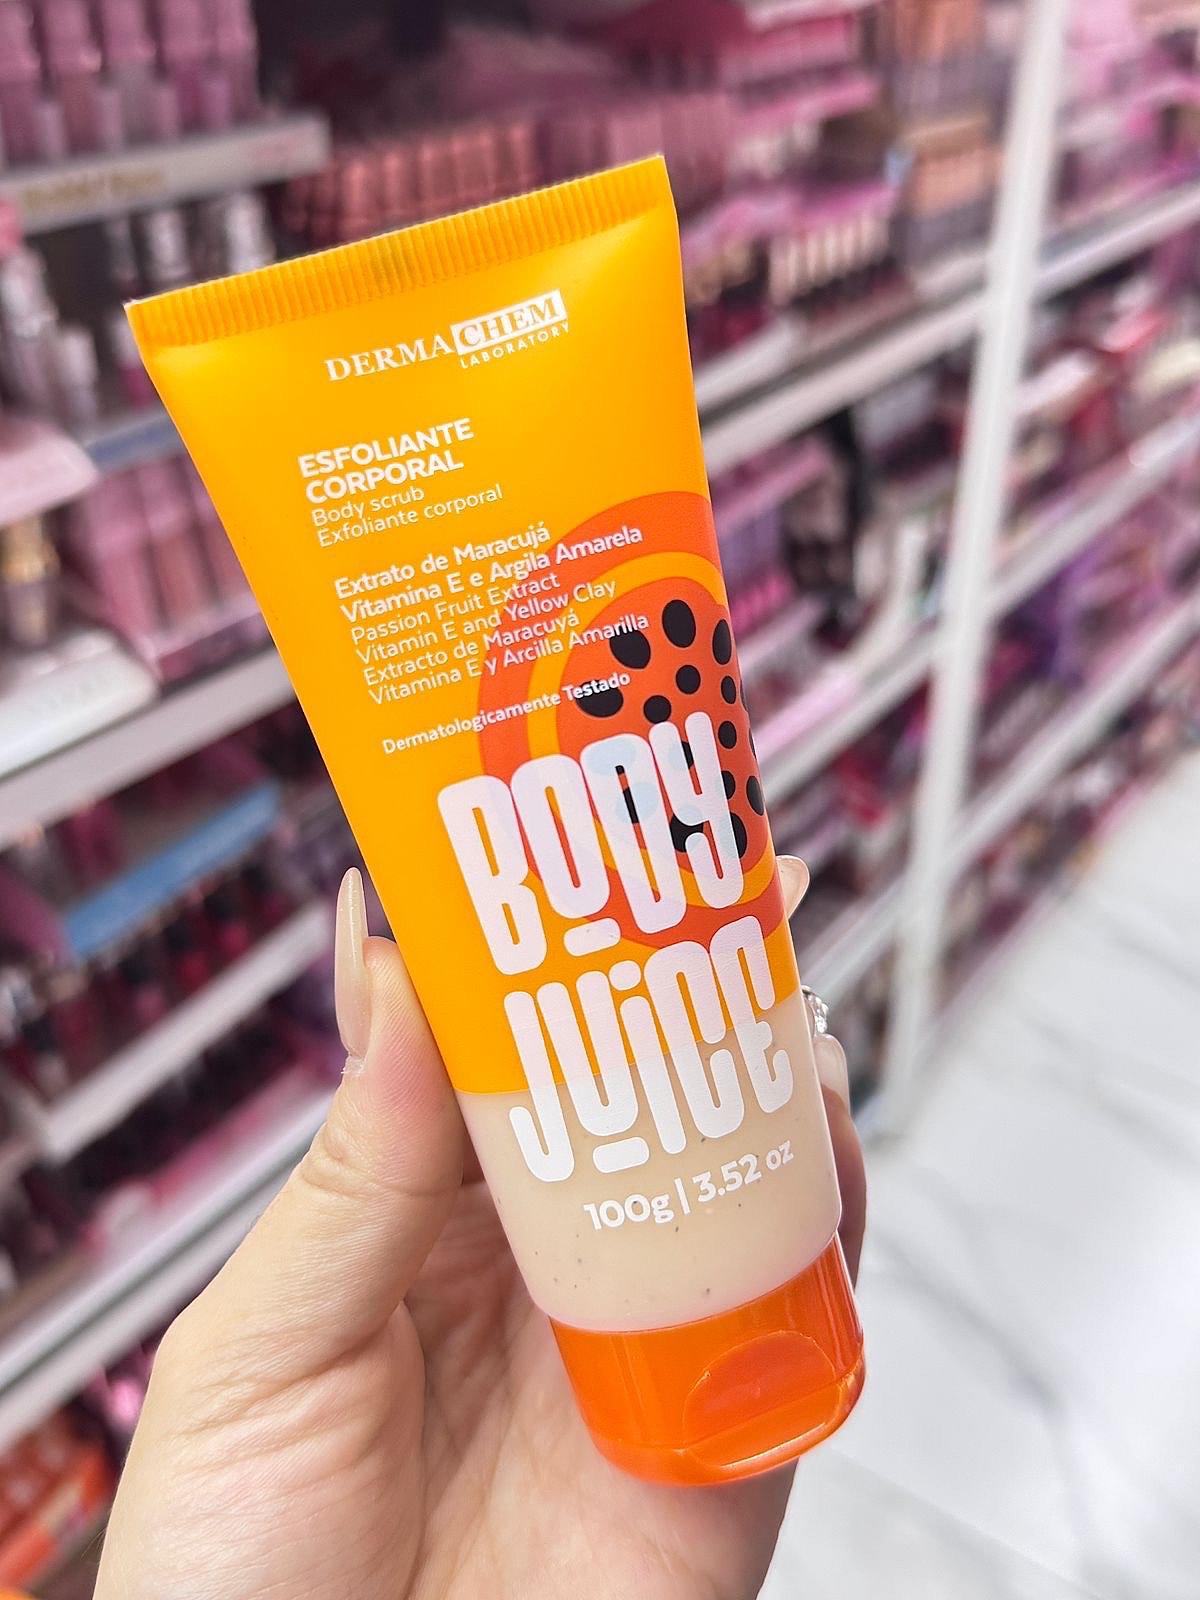 DERMACHEM
LABORATORY
ESFOLIANTE
CORPORAL
Body scrub
Exfoliante corporal
Extrato de Maracujá
Vitamina E e Argila Amarela
Passion Fruit Extract
Vitamin E and Yellow Clay
Extracto de Maracuyá
Vitamina E y Arcilla Amarilla
Dermatologicamente Testado
BODY
JUICE
100g | 3.52 oz